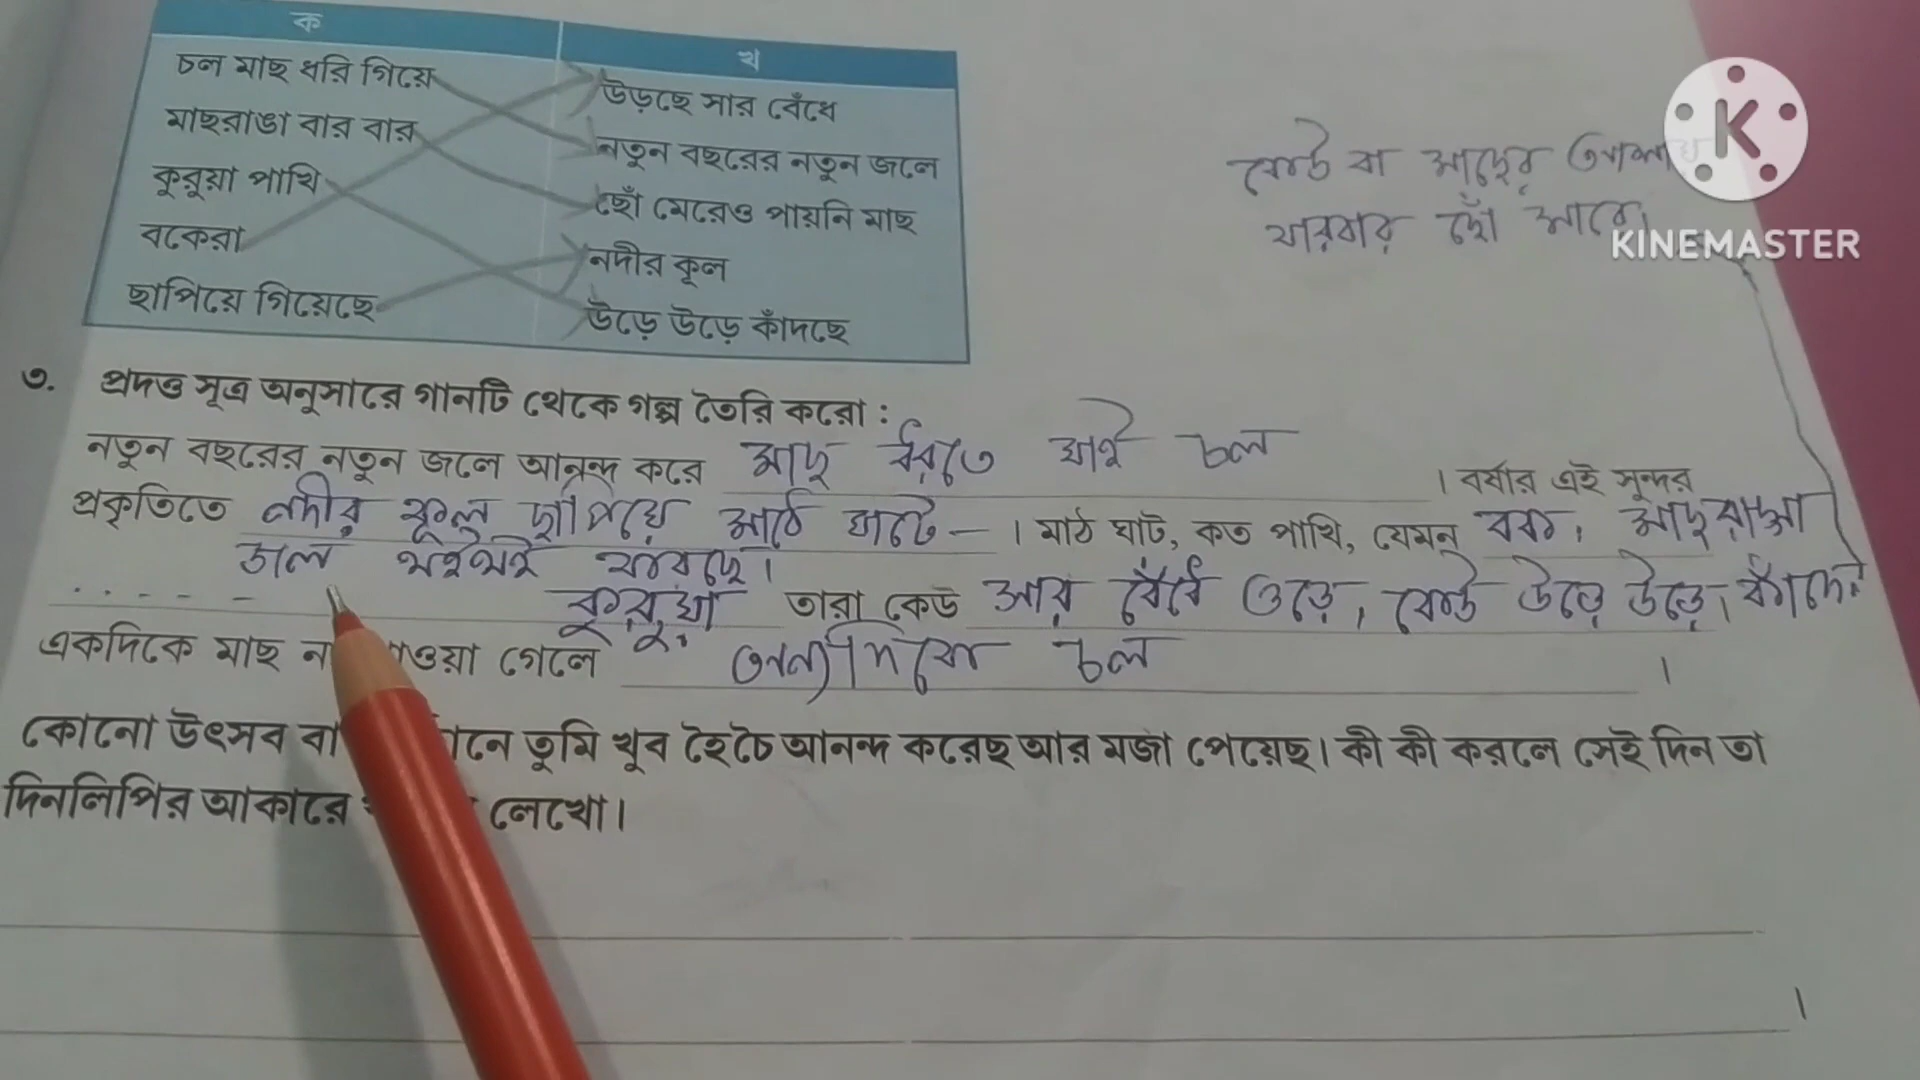 ক
খ
চল মাছ ধরি গিয়ে
উড়ছে সার বেঁধে
মাছরাঙা বার বার
নতুন বছরের নতুন জলে
কুরুয়া পাখি
ছোঁ মেরেও পায়নি মাছ
বকেরা
নদীর কূল
ছাপিয়ে গিয়েছে
উড়ে উড়ে কাঁদছে
কেউ বা মাছের আশায়
বারবার ছোঁ মারে।
K
KINEMASTER
৩. প্রদত্ত সূত্র অনুসারে গানটি থেকে গল্প তৈরি করো :
নতুন বছরের নতুন জলে আনন্দ করে মাছ ধরতে যাই চল । বর্ষার এই সুন্দর
প্রকৃতিতে নদীর কূল ছাপিয়ে মাঠে ঘাটে — । মাঠ ঘাট, কত পাখি, যেমন বক, মাছরাঙ্গা
জল থইথই করছে।
কুরুয়া তারা কেউ সার বেঁধে ওড়ে, কেউ উড়ে উড়ে কাঁদে।
একদিকে মাছ না পাওয়া গেলে অন্যদিকে চল ।
কোনো উৎসব বা তুমি খুব হৈচৈ আনন্দ করেছ আর মজা পেয়েছ। কী কী করলে সেই দিন তা
দিনলিপির আকারে লেখো।